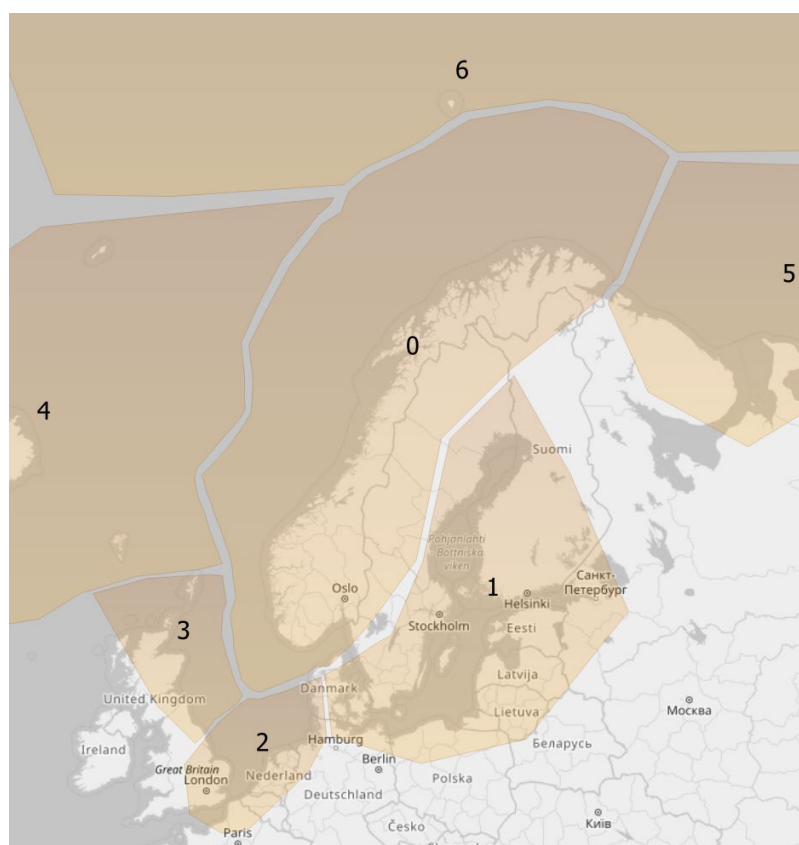 6
5
0
4
Suomi
Pohjanlahti
Bottniska
viken
Санкт-
Петербург
Oslo
1
Helsinki
Stockholm
Eesti
3
Latvija
United Kingdom
Danmark
Lietuva
Москва
Ireland
2
Hamburg
Беларусь
Great Britain
London
Nederland
Berlin
Polska
Deutschland
Česko
Київ
Paris